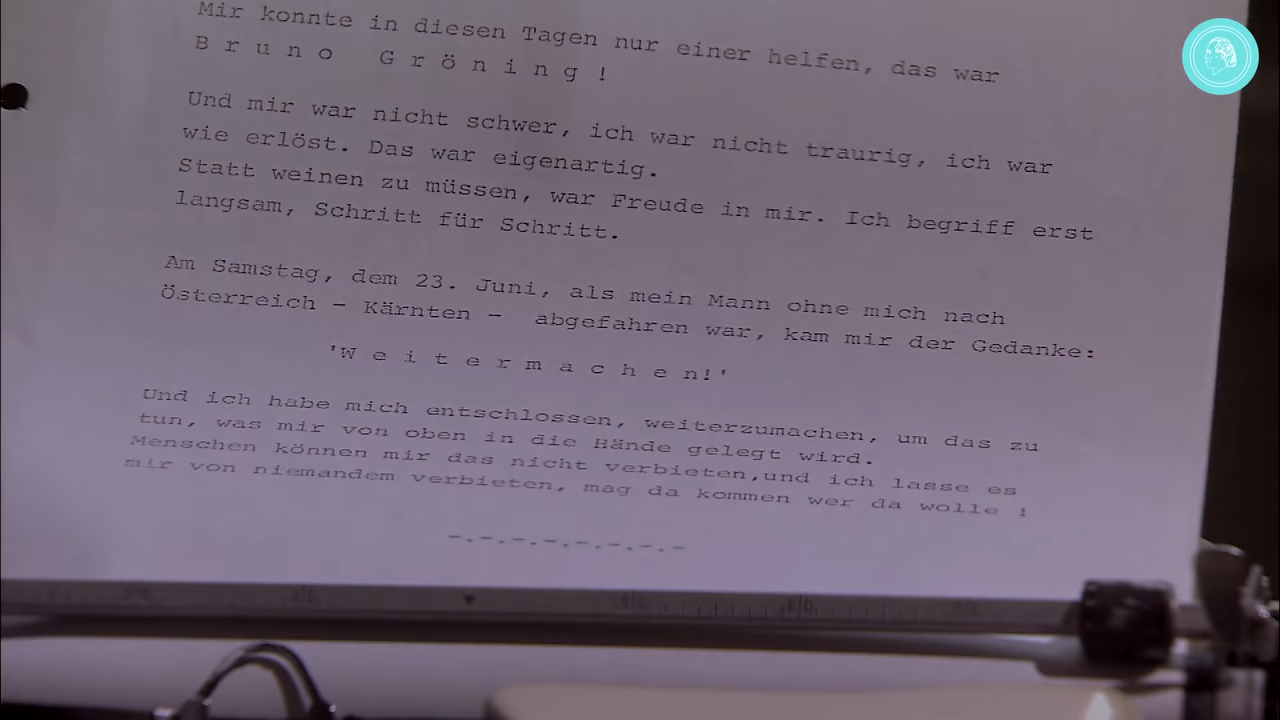 Mir konnte in diesen Tagen nur einer helfen, das war
B r u n o   G r ö n i n g !
Und mir war nicht schwer, ich war nicht traurig, ich war
wie erlöst. Das war eigenartig.
Statt weinen zu müssen, war Freude in mir. Ich begriff erst
langsam, Schritt für Schritt.
Am Samstag, dem 23. Juni, als mein Mann ohne mich nach
Österreich - Kärnten -  abgefahren war, kam mir der Gedanke:
'W e i t e r m a c h e n!'
Und ich habe mich entschlossen, weiterzumachen, um das zu
tun, was mir von oben in die Hände gelegt wird.
Menschen können mir das nicht verbieten,und ich lasse es
mir von niemandem verbieten, mag da kommen wer da wolle !
-.-.-.-.-.-.-.-